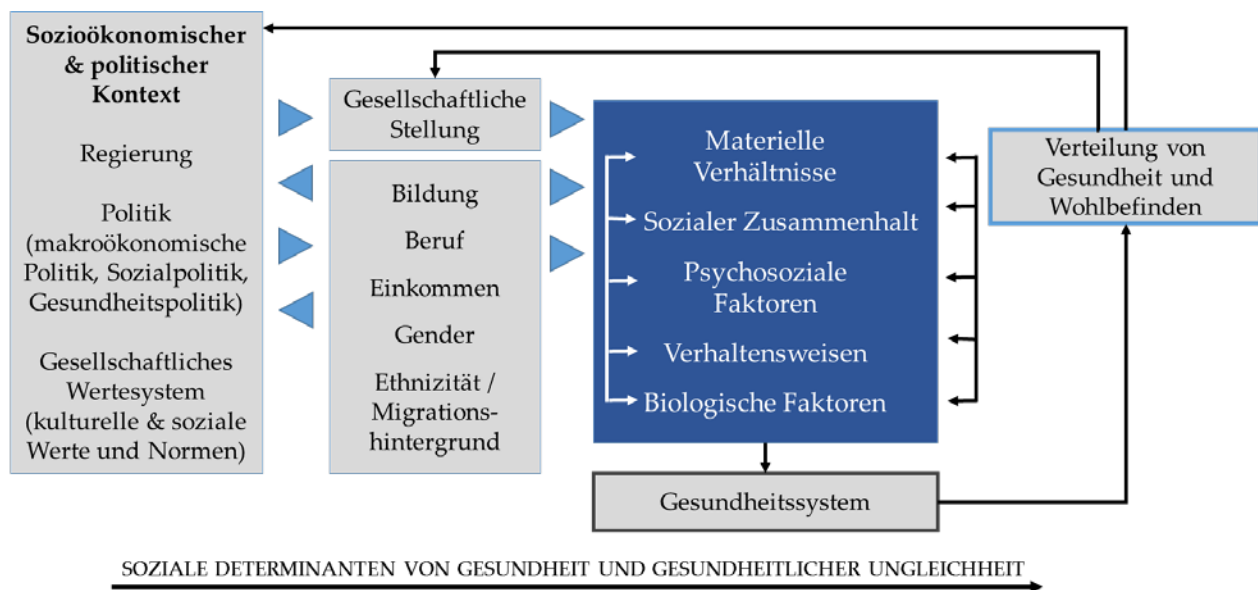 Sozioökonomischer
& politischer
Kontext
Regierung
Politik
(makroökonomische
Politik, Sozialpolitik,
Gesundheitspolitik)
Gesellschaftliches
Wertesystem
(kulturelle & soziale
Werte und Normen)
Gesellschaftliche
Stellung
Bildung
Beruf
Einkommen
Gender
Ethnizität /
Migrations-
hintergrund
Materielle
Verhältnisse
Sozialer Zusammenhalt
Psychosoziale
Faktoren
Verhaltensweisen
Biologische Faktoren
Gesundheitssystem
Verteilung von
Gesundheit und
Wohlbefinden
SOZIALE DETERMINANTEN VON GESUNDHEIT UND GESUNDHEITLICHER UNGLEICHHEIT